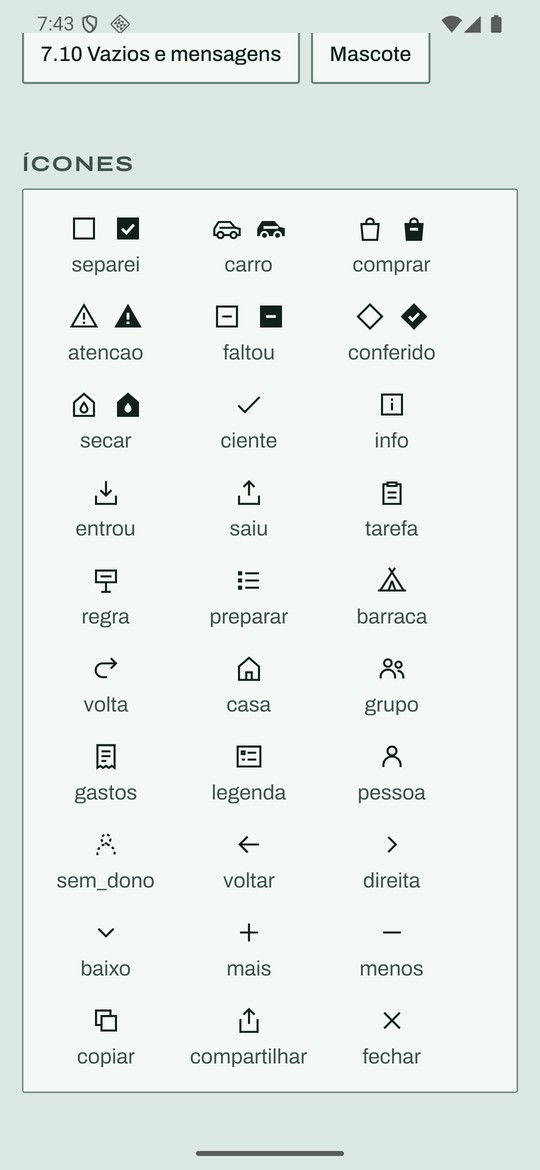 7:43
7.10 Vazios e mensagens Mascote
ÍCONES
separei carro comprar
atencao faltou conferido
secar ciente info
entrou saiu tarefa
regra preparar barraca
volta casa grupo
gastos legenda pessoa
sem_dono voltar direita
baixo mais menos
copiar compartilhar fechar